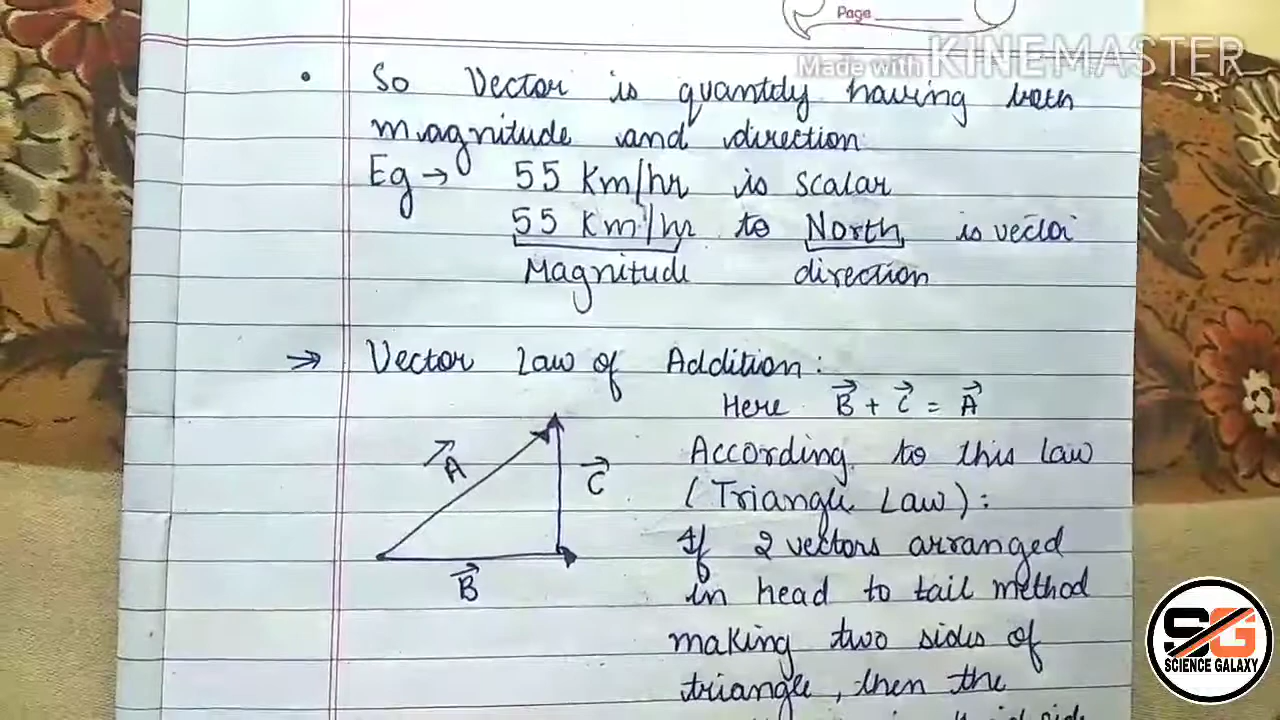 Page
Made with KINEMASTER
• So Vector is quantity having both
magnitude and direction
Eg → 55 Km/hr is scalar
55 Km/hr to North is vector
Magnitude direction
⇒ Vector Law of Addition:
Here B⃗ + C⃗ = A⃗
A⃗
C⃗
B⃗
According to this law
(Triangle Law):
If 2 vectors arranged
in head to tail method
making two sides of
triangle, then the
side
SG
SCIENCE GALAXY